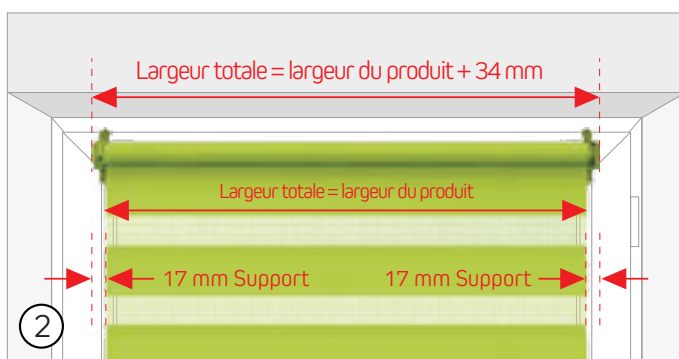 Largeur totale = largeur du produit + 34 mm
Largeur totale = largeur du produit
17 mm Support 17 mm Support
2